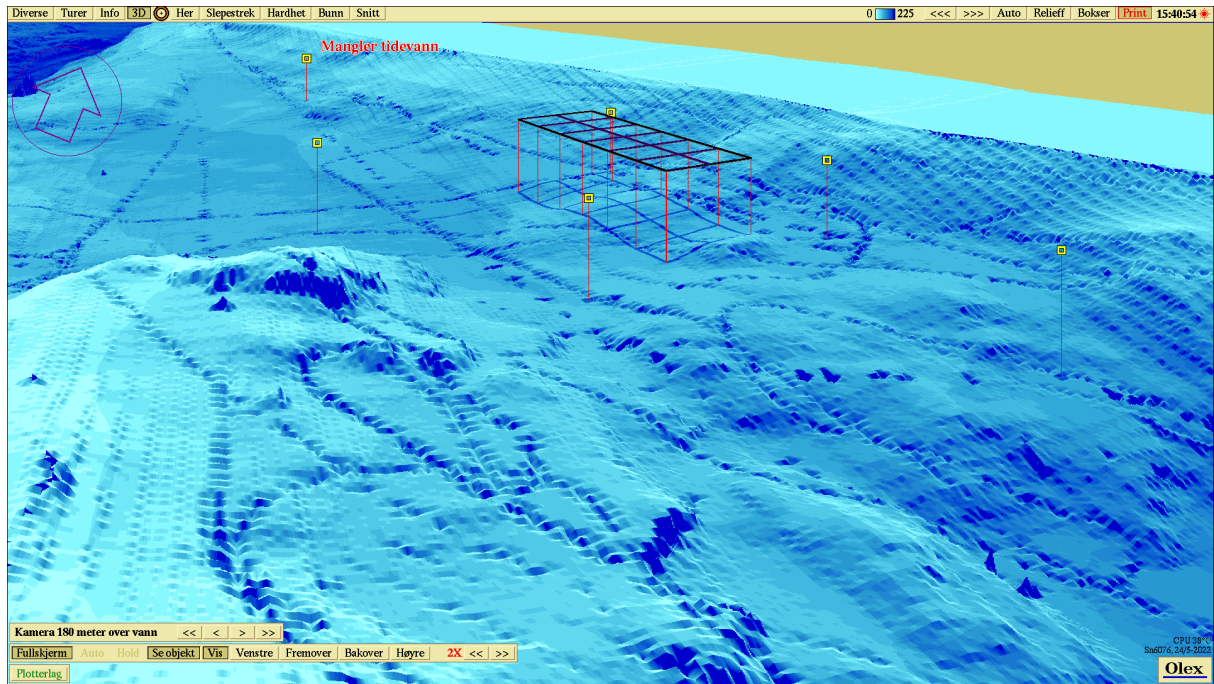 Diverse Turer Info 3D Her Slepestrek Hardhet Bunn Snitt 0 225 <<< >>> Auto Relieff Bokser Print 15:40:54
Mangler tidevann
Kamera 180 meter over vann << < > >>
CPU 38°C
Sn6076, 24/5-2022
Fullskjerm Auto Hold Se objekt Vis Venstre Fremover Bakover Høyre 2X << >>
Plotterlag
Olex